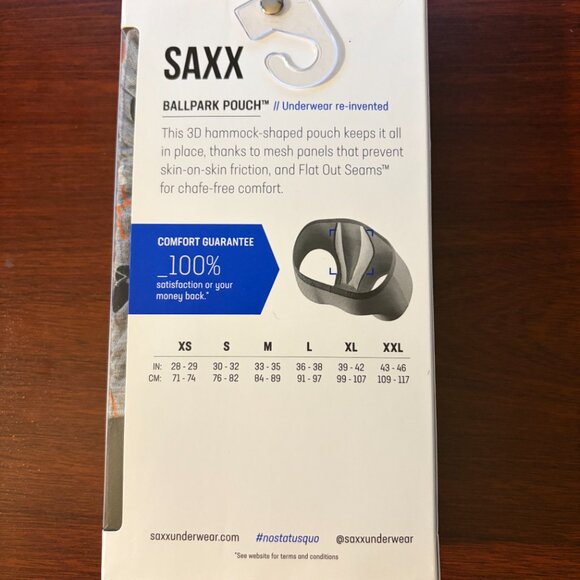 SAXX
BALLPARK POUCH™ // Underwear re-invented
This 3D hammock-shaped pouch keeps it all
in place, thanks to mesh panels that prevent
skin-on-skin friction, and Flat Out Seams™
for chafe-free comfort.
COMFORT GUARANTEE
_100%
satisfaction or your
money back.*
XS S M L XL XXL
IN: 28 - 29 30 - 32 33 - 35 36 - 38 39 - 42 43 - 46
CM: 71 - 74 76 - 82 84 - 89 91 - 97 99 - 107 109 - 117
saxxunderwear.com #nostatusquo @saxxunderwear
*See website for terms and conditions